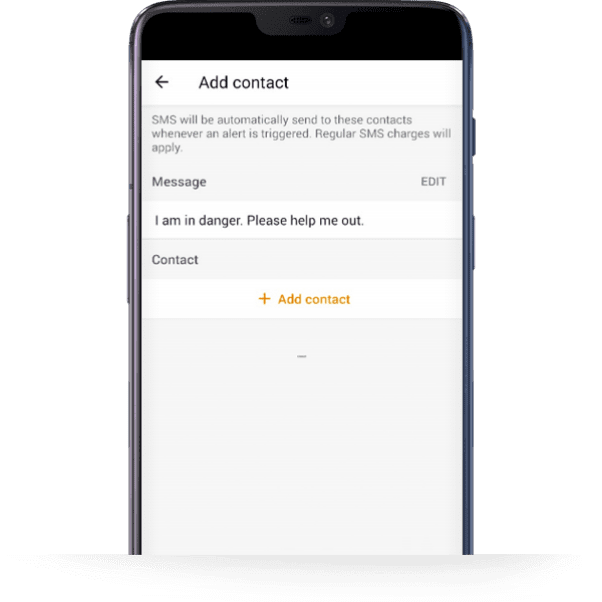 Add contact
SMS will be automatically send to these contacts
whenever an alert is triggered. Regular SMS charges will
apply.
Message EDIT
I am in danger. Please help me out.
Contact
+ Add contact